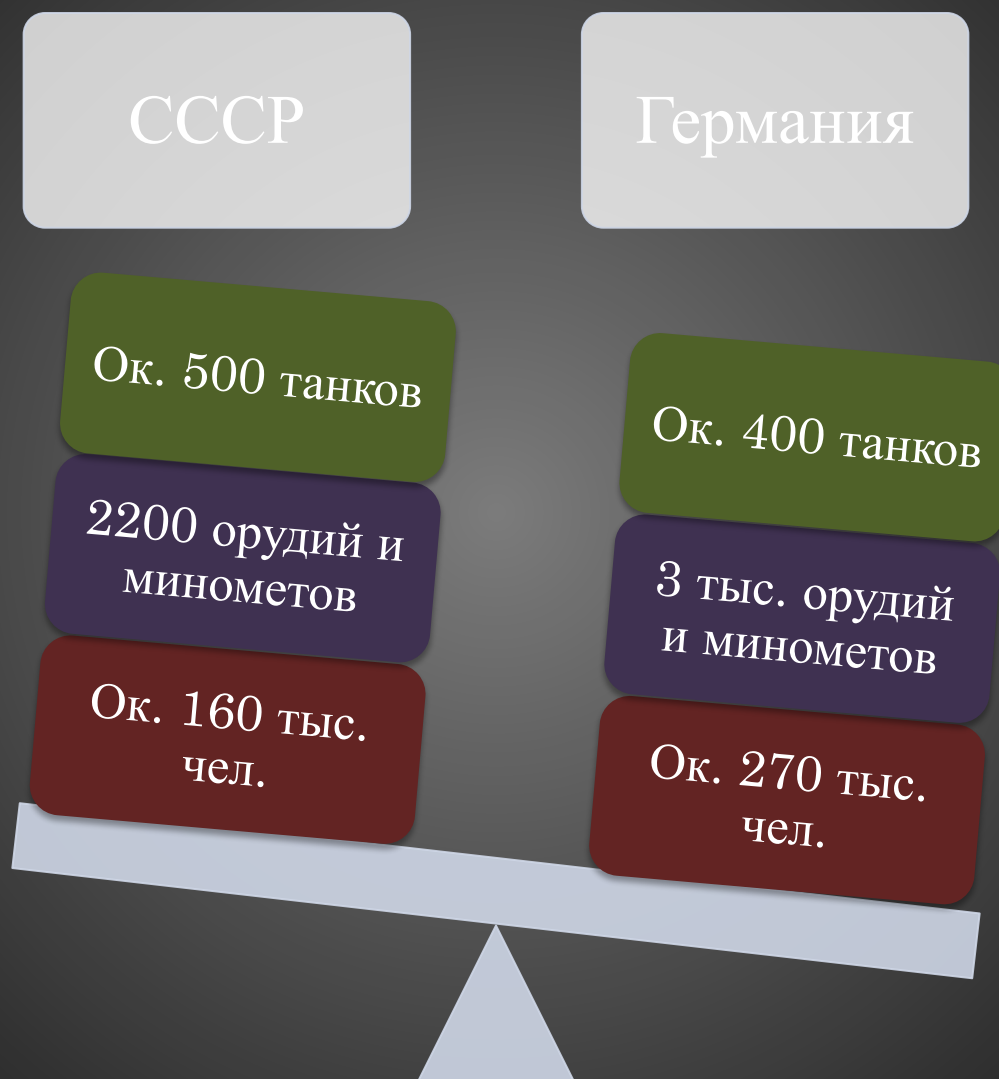 СССР
Германия
Ок. 500 танков
2200 орудий и
минометов
Ок. 160 тыс.
чел.
Ок. 400 танков
3 тыс. орудий
и минометов
Ок. 270 тыс.
чел.